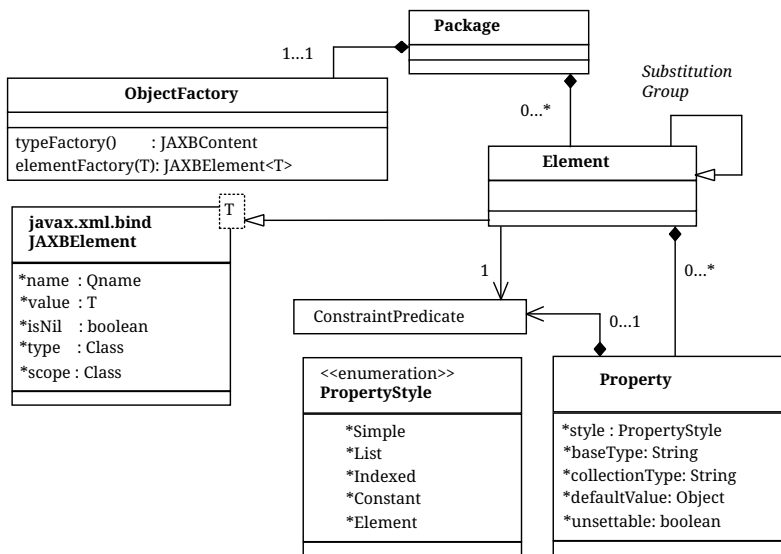 Package
1...1
Substitution
Group
ObjectFactory
0...*
typeFactory() : JAXBContent
elementFactory(T): JAXBElement<T>
Element
T
javax.xml.bind
JAXBElement
*name : Qname
*value : T
*isNil : boolean
*type : Class
*scope : Class
1
0...*
ConstraintPredicate
0...1
<<enumeration>>
PropertyStyle
*Simple
*List
*Indexed
*Constant
*Element
Property
*style : PropertyStyle
*baseType: String
*collectionType: String
*defaultValue: Object
*unsettable: boolean